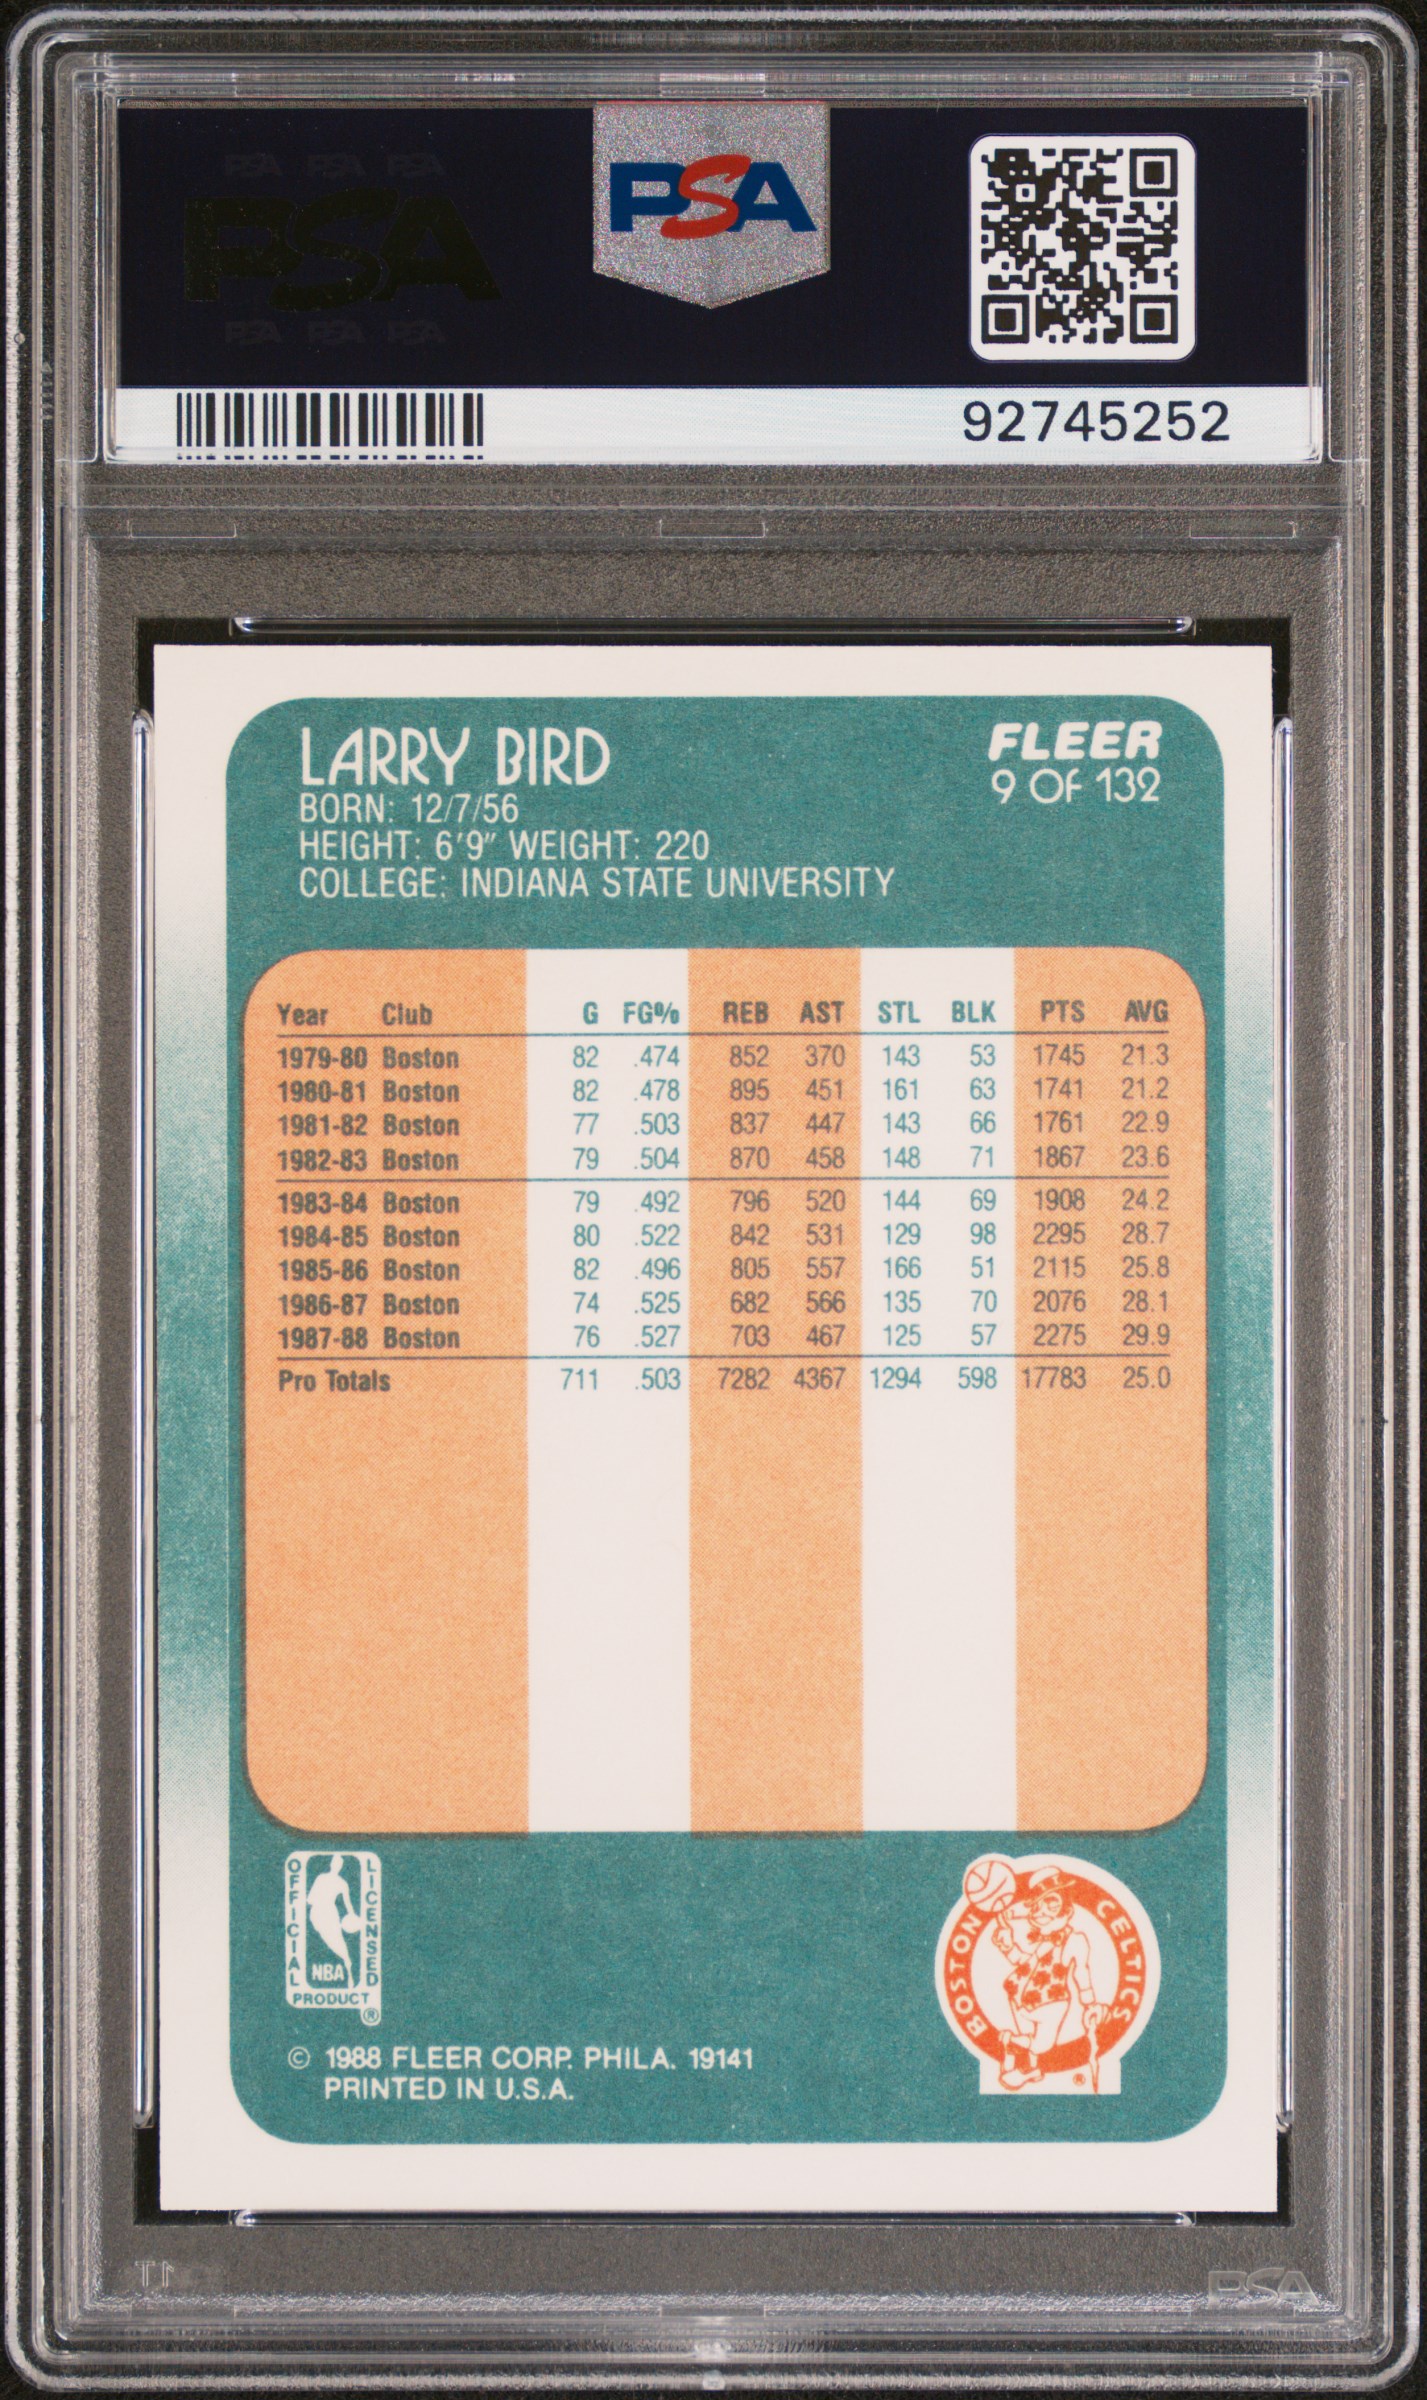 PSA PSA PSA
PSA
PSA PSA PSA
PSA
92745252
LARRY BIRD
BORN: 12/7/56
HEIGHT: 6'9" WEIGHT: 220
COLLEGE: INDIANA STATE UNIVERSITY
FLEER
9 OF 132
Year Club G FG% REB AST STL BLK PTS AVG
1979-80 Boston 82 .474 852 370 143 53 1745 21.3
1980-81 Boston 82 .478 895 451 161 63 1741 21.2
1981-82 Boston 77 .503 837 447 143 66 1761 22.9
1982-83 Boston 79 .504 870 458 148 71 1867 23.6
1983-84 Boston 79 .492 796 520 144 69 1908 24.2
1984-85 Boston 80 .522 842 531 129 98 2295 28.7
1985-86 Boston 82 .496 805 557 166 51 2115 25.8
1986-87 Boston 74 .525 682 566 135 70 2076 28.1
1987-88 Boston 76 .527 703 467 125 57 2275 29.9
Pro Totals 711 .503 7282 4367 1294 598 17783 25.0
OFFICIAL LICENSED
NBA
PRODUCT
®
BOSTON CELTICS
®
© 1988 FLEER CORP. PHILA. 19141
PRINTED IN U.S.A.
PSA